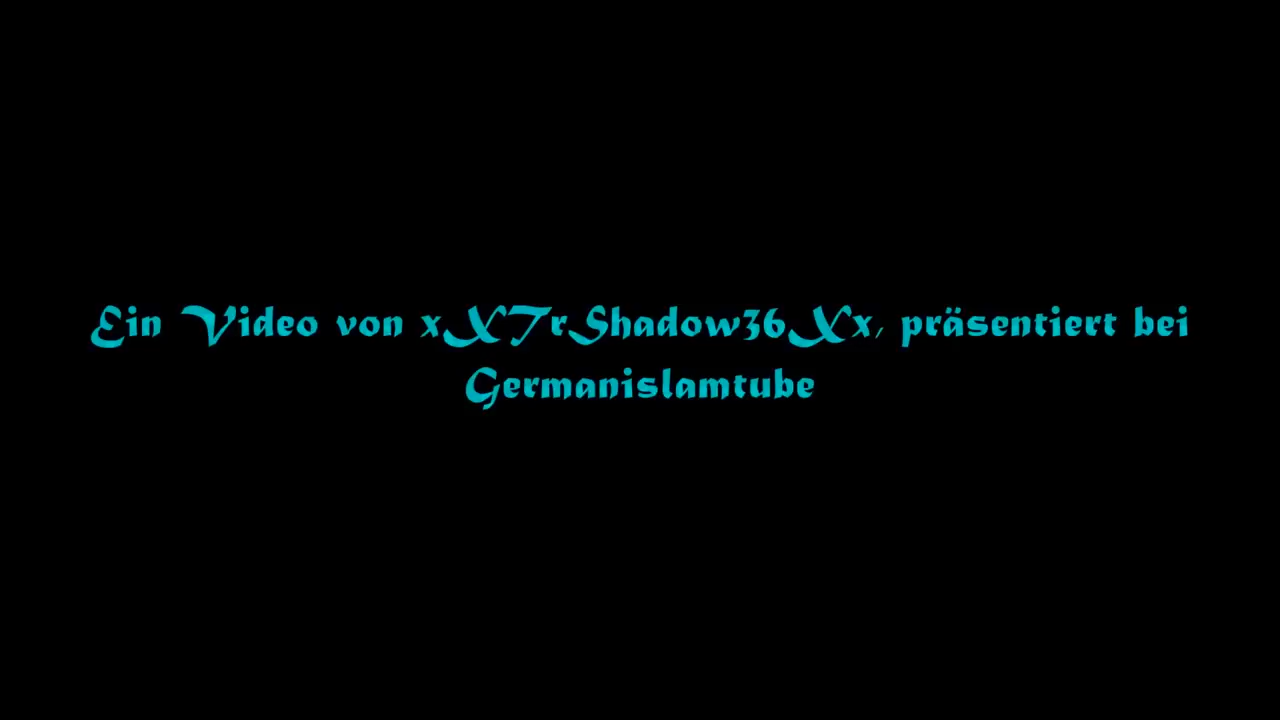 Ein Video von xXTrShadow36Xx, präsentiert bei
Germanislamtube